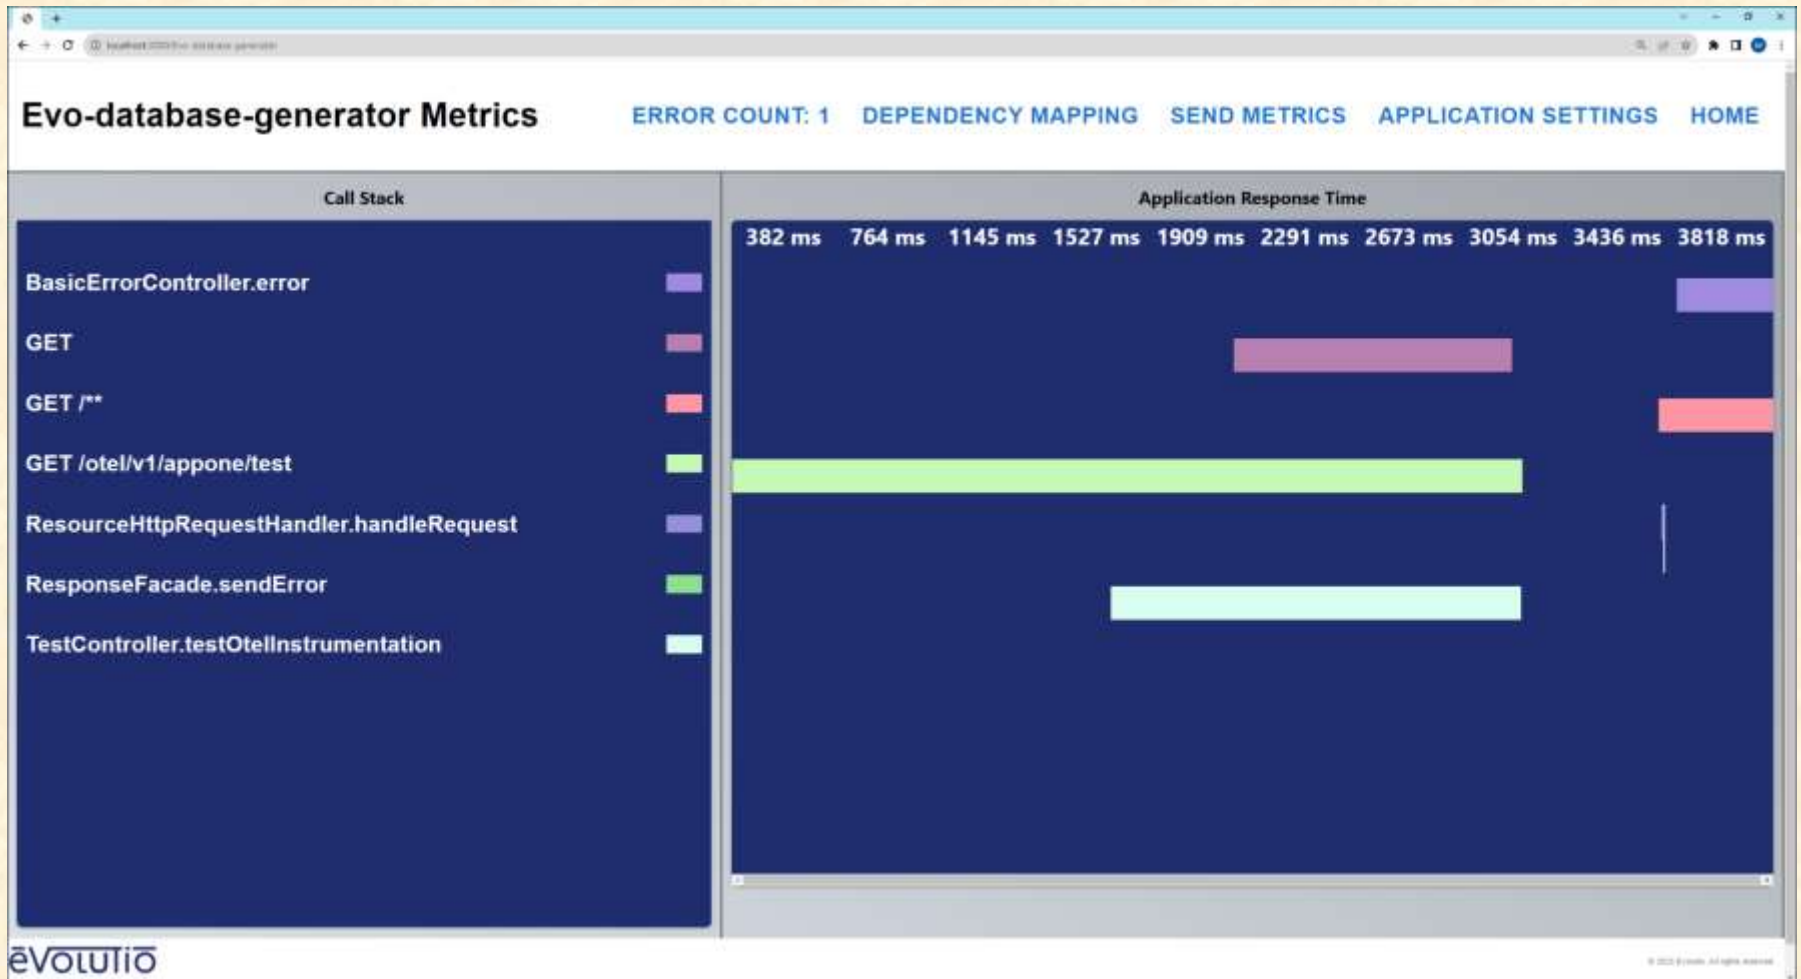 Evo-database-generator Metrics
ERROR COUNT: 1 DEPENDENCY MAPPING SEND METRICS APPLICATION SETTINGS HOME
Call Stack
Application Response Time
382 ms 764 ms 1145 ms 1527 ms 1909 ms 2291 ms 2673 ms 3054 ms 3436 ms 3818 ms
BasicErrorController.error
GET
GET /**
GET /otel/v1/appone/test
ResourceHttpRequestHandler.handleRequest
ResponseFacade.sendError
TestController.testOtelInstrumentation
ēVOLUTIŌ